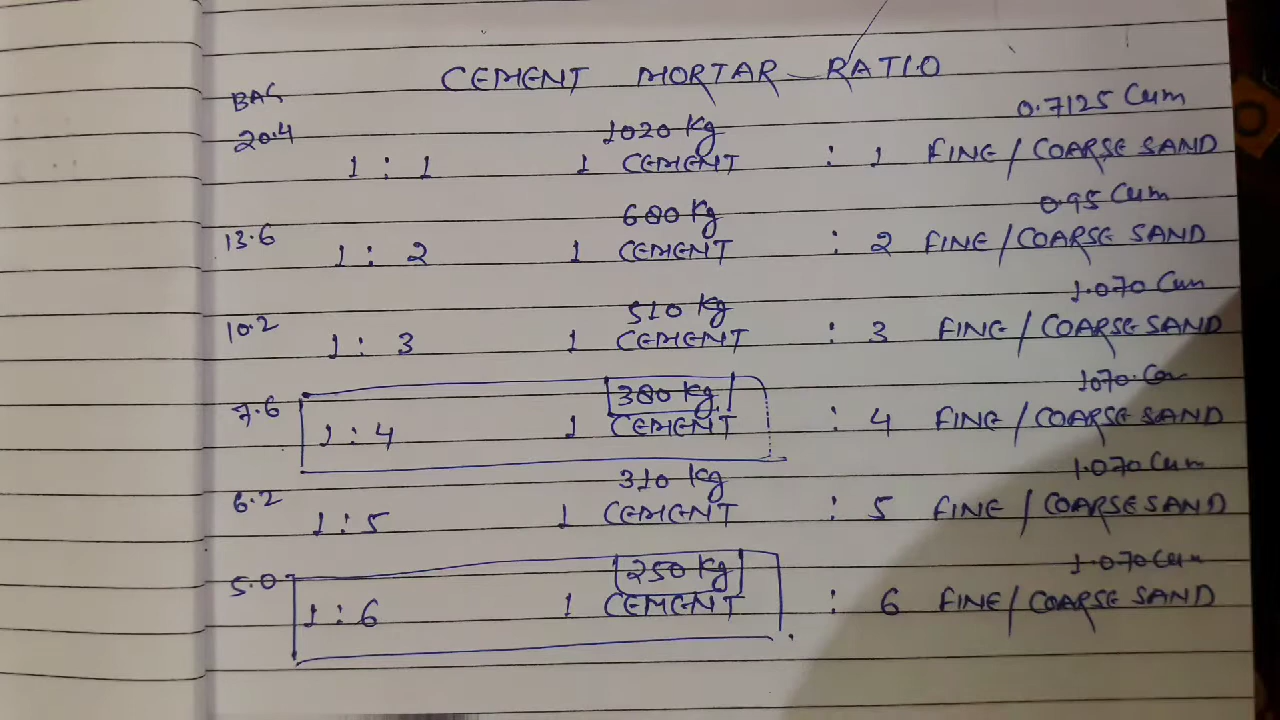 CEMENT MORTAR RATIO
BAG
20.4 1020 Kg 0.7125 Cum
1 : 1 1 CEMENT : 1 FINE / COARSE SAND
13.6 680 Kg 0.95 Cum
1 : 2 1 CEMENT : 2 FINE / COARSE SAND
10.2 510 Kg 1.070 Cum
1 : 3 1 CEMENT : 3 FINE / COARSE SAND
7.6 380 Kg 1070. Cum
1 : 4 1 CEMENT : 4 FINE / COARSE SAND
6.2 310 Kg 1.070 Cum
1 : 5 1 CEMENT : 5 FINE / COARSE SAND
5.0 250 Kg 1.070 Cum
1 : 6 1 CEMENT : 6 FINE / COARSE SAND